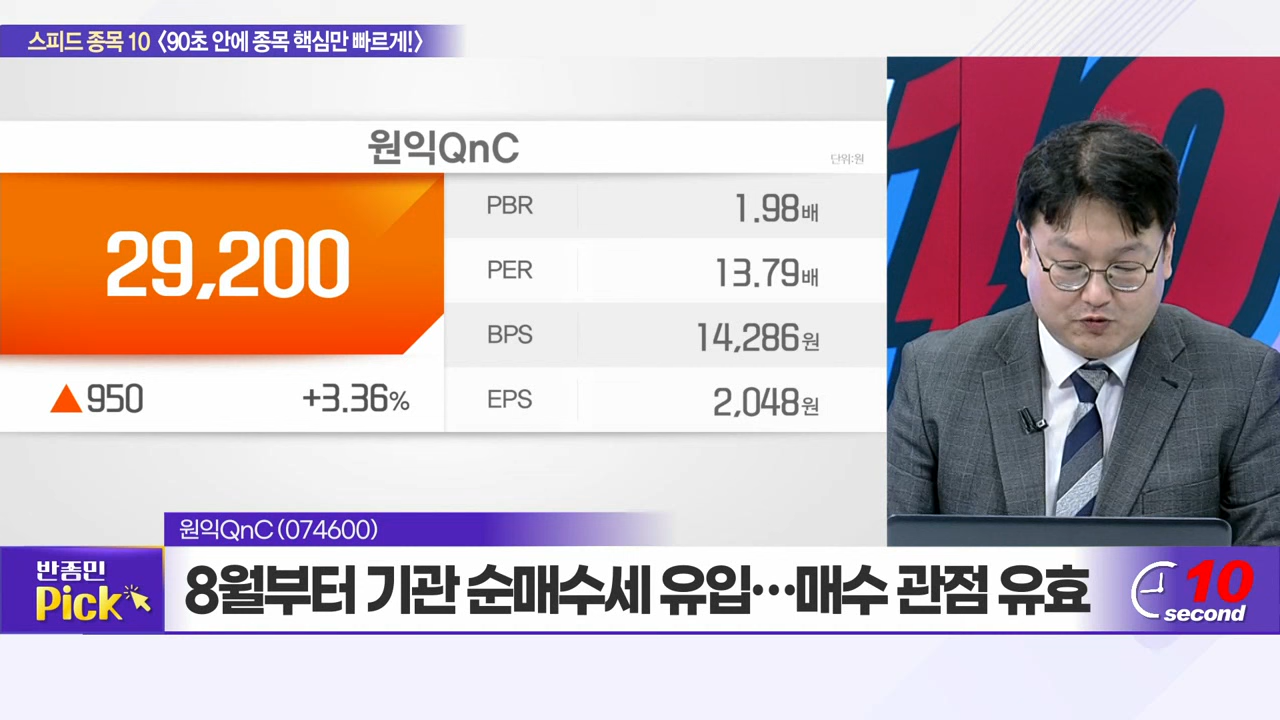 스피드 종목 10 〈90초 안에 종목 핵심만 빠르게!〉
원익QnC
단위:원
29,200
▲950 +3.36%
PBR 1.98배
PER 13.79배
BPS 14,286원
EPS 2,048원
10
원익QnC (074600)
반종민
Pick
8월부터 기관 순매수세 유입…매수 관점 유효
10
second